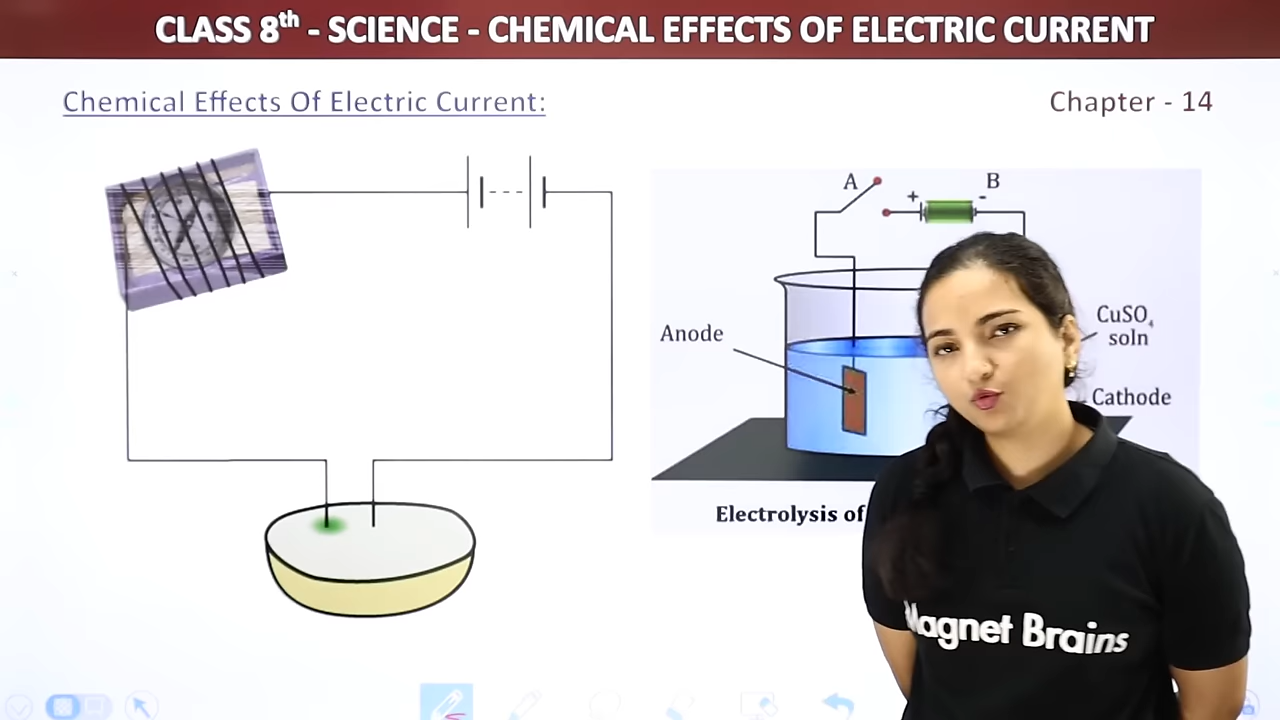 CLASS 8th - SCIENCE - CHEMICAL EFFECTS OF ELECTRIC CURRENT
Chemical Effects Of Electric Current:
Chapter - 14
A
B
+
-
Anode
CuSO4
soln
Cathode
Electrolysis of
Magnet Brains